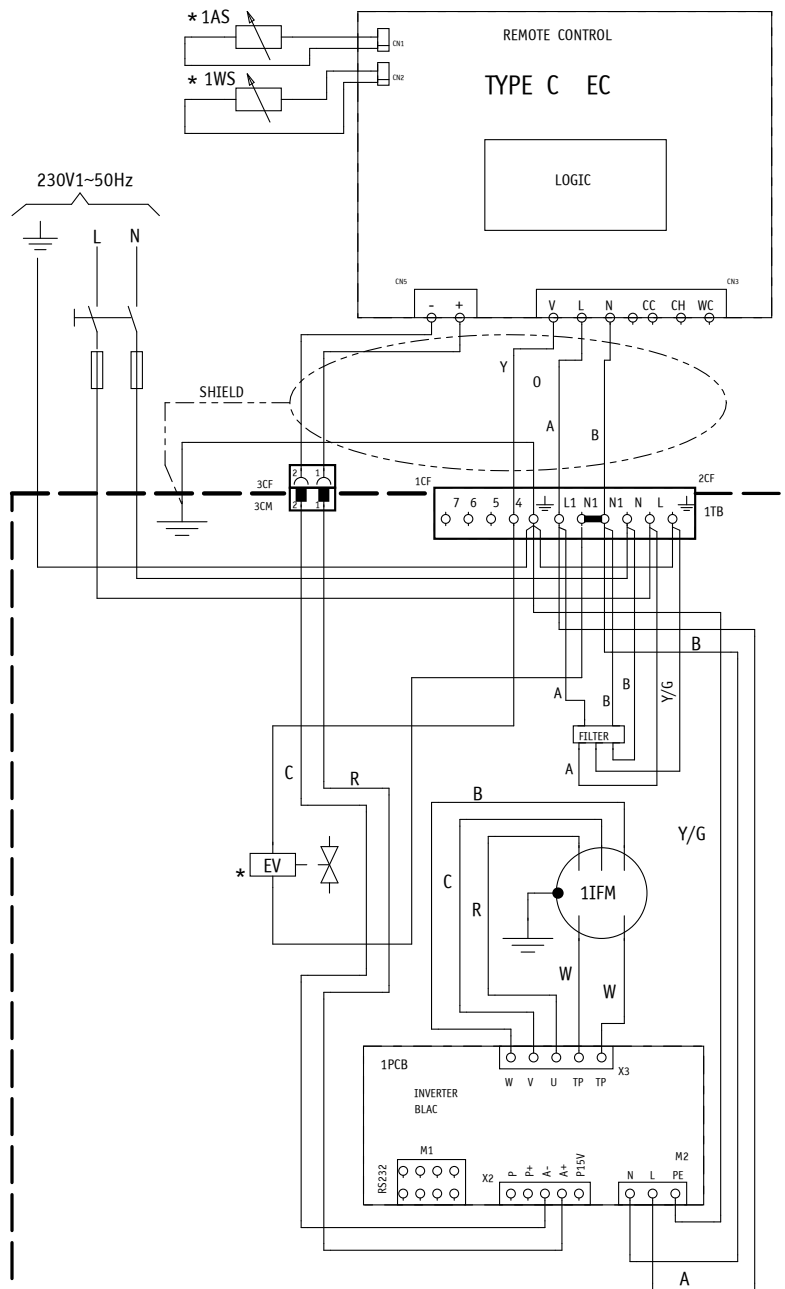 * 1AS
CN1
REMOTE CONTROL
* 1WS
CN2
TYPE C EC
LOGIC
230V1~50Hz
L N
CN5
CN3
- +
V L N CC CH WC
Y
O
A
B
SHIELD
3CF
2 1
3CM
2 1
1CF
2CF
7 6 5 4 L1 N1 N1 N L
1TB
B
A
B
B
Y/G
FILTER
A
C
R
B
Y/G
* EV
C
R
1IFM
W
W
1PCB
X3
W V U TP TP
INVERTER
BLAC
M1
RS232
X2
P P+ A- A+ P15V
M2
N L PE
A